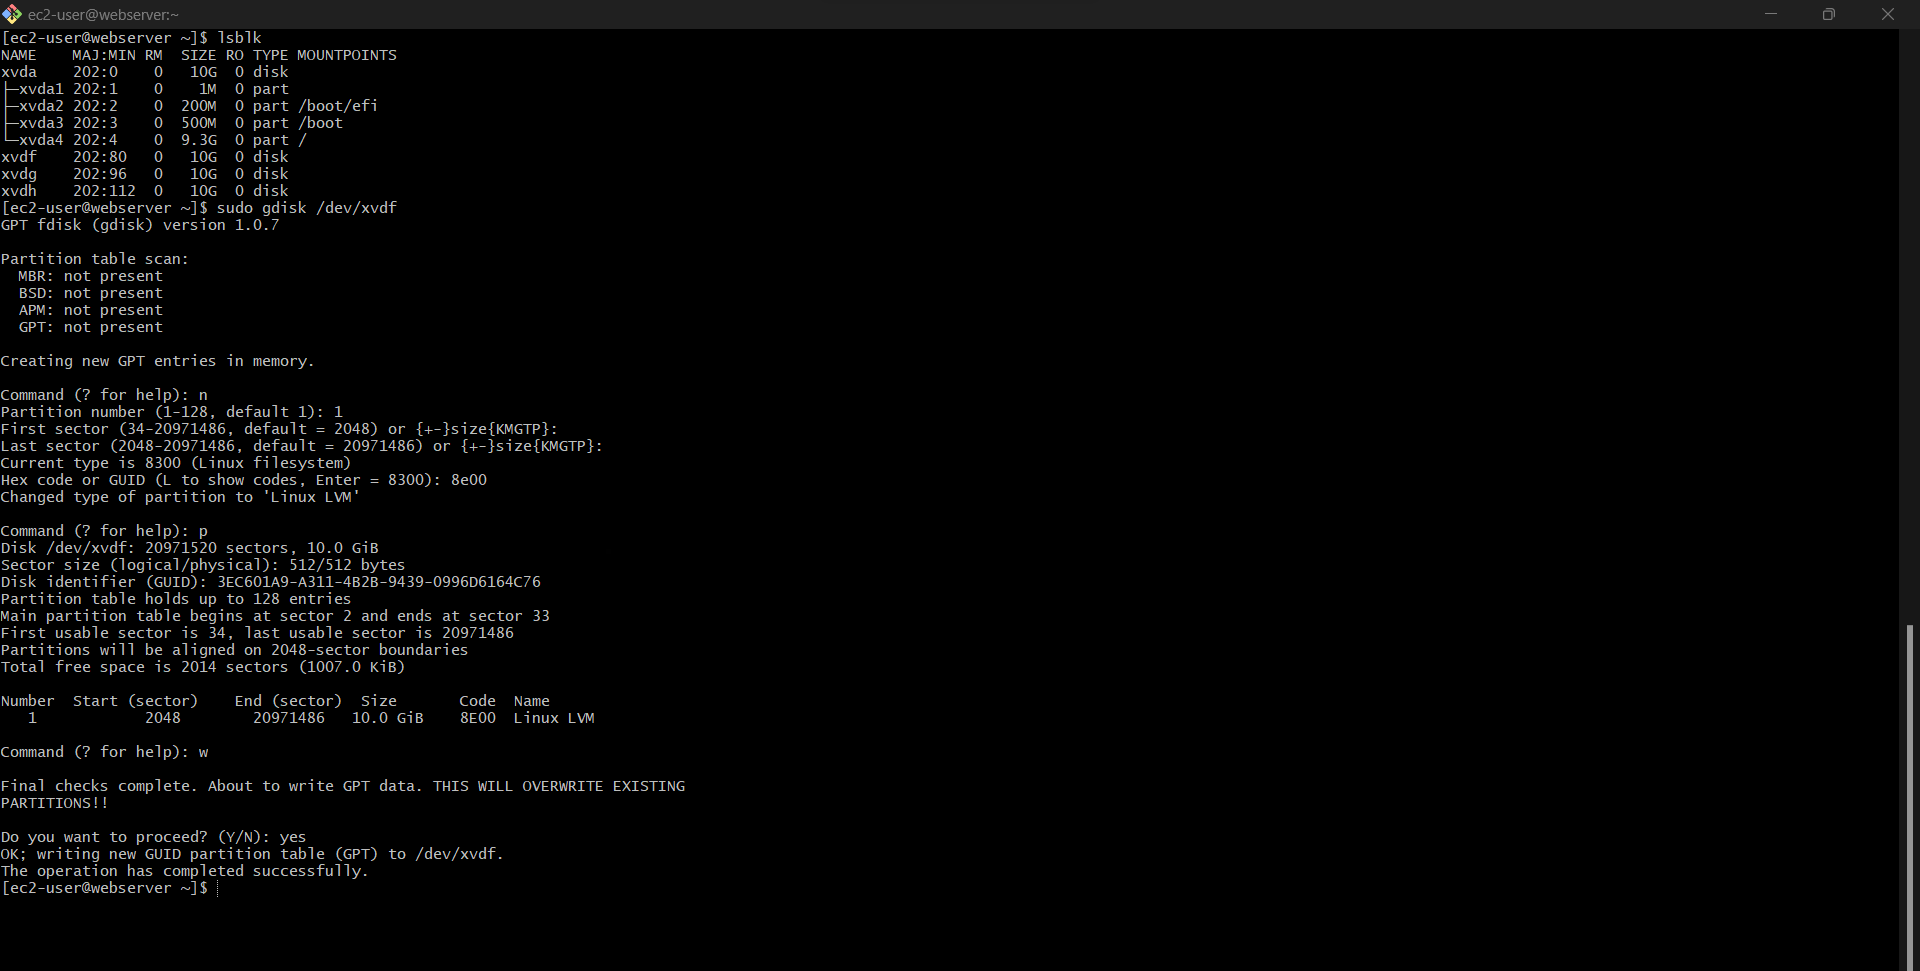 ec2-user@webserver:~
[ec2-user@webserver ~]$ lsblk
NAME    MAJ:MIN RM  SIZE RO TYPE MOUNTPOINTS
xvda    202:0    0   10G  0 disk
├─xvda1 202:1    0    1M  0 part
├─xvda2 202:2    0  200M  0 part /boot/efi
├─xvda3 202:3    0  500M  0 part /boot
└─xvda4 202:4    0  9.3G  0 part /
xvdf    202:80   0   10G  0 disk
xvdg    202:96   0   10G  0 disk
xvdh    202:112  0   10G  0 disk
[ec2-user@webserver ~]$ sudo gdisk /dev/xvdf
GPT fdisk (gdisk) version 1.0.7

Partition table scan:
  MBR: not present
  BSD: not present
  APM: not present
  GPT: not present

Creating new GPT entries in memory.

Command (? for help): n
Partition number (1-128, default 1): 1
First sector (34-20971486, default = 2048) or {+-}size{KMGTP}:
Last sector (2048-20971486, default = 20971486) or {+-}size{KMGTP}:
Current type is 8300 (Linux filesystem)
Hex code or GUID (L to show codes, Enter = 8300): 8e00
Changed type of partition to 'Linux LVM'

Command (? for help): p
Disk /dev/xvdf: 20971520 sectors, 10.0 GiB
Sector size (logical/physical): 512/512 bytes
Disk identifier (GUID): 3EC601A9-A311-4B2B-9439-0996D6164C76
Partition table holds up to 128 entries
Main partition table begins at sector 2 and ends at sector 33
First usable sector is 34, last usable sector is 20971486
Partitions will be aligned on 2048-sector boundaries
Total free space is 2014 sectors (1007.0 KiB)

Number  Start (sector)    End (sector)  Size       Code  Name
   1            2048        20971486   10.0 GiB    8E00  Linux LVM

Command (? for help): w

Final checks complete. About to write GPT data. THIS WILL OVERWRITE EXISTING
PARTITIONS!!

Do you want to proceed? (Y/N): yes
OK; writing new GUID partition table (GPT) to /dev/xvdf.
The operation has completed successfully.
[ec2-user@webserver ~]$